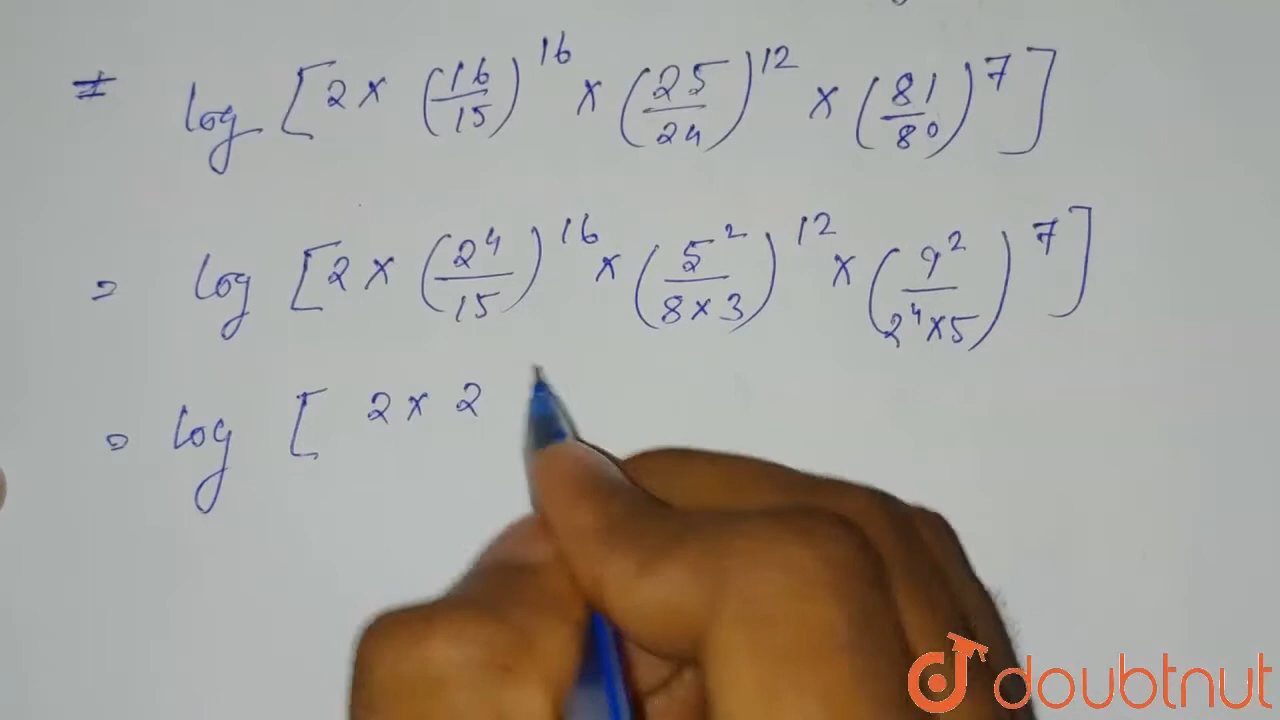 ≠ log [ 2 × (16/15)^16 × (25/24)^12 × (81/80)^7 ]
= log [ 2 × (2^4/15)^16 × (5^2/8×3)^12 × (9^2/2^4×5)^7 ]
= log [ 2 × 2
doubtnut